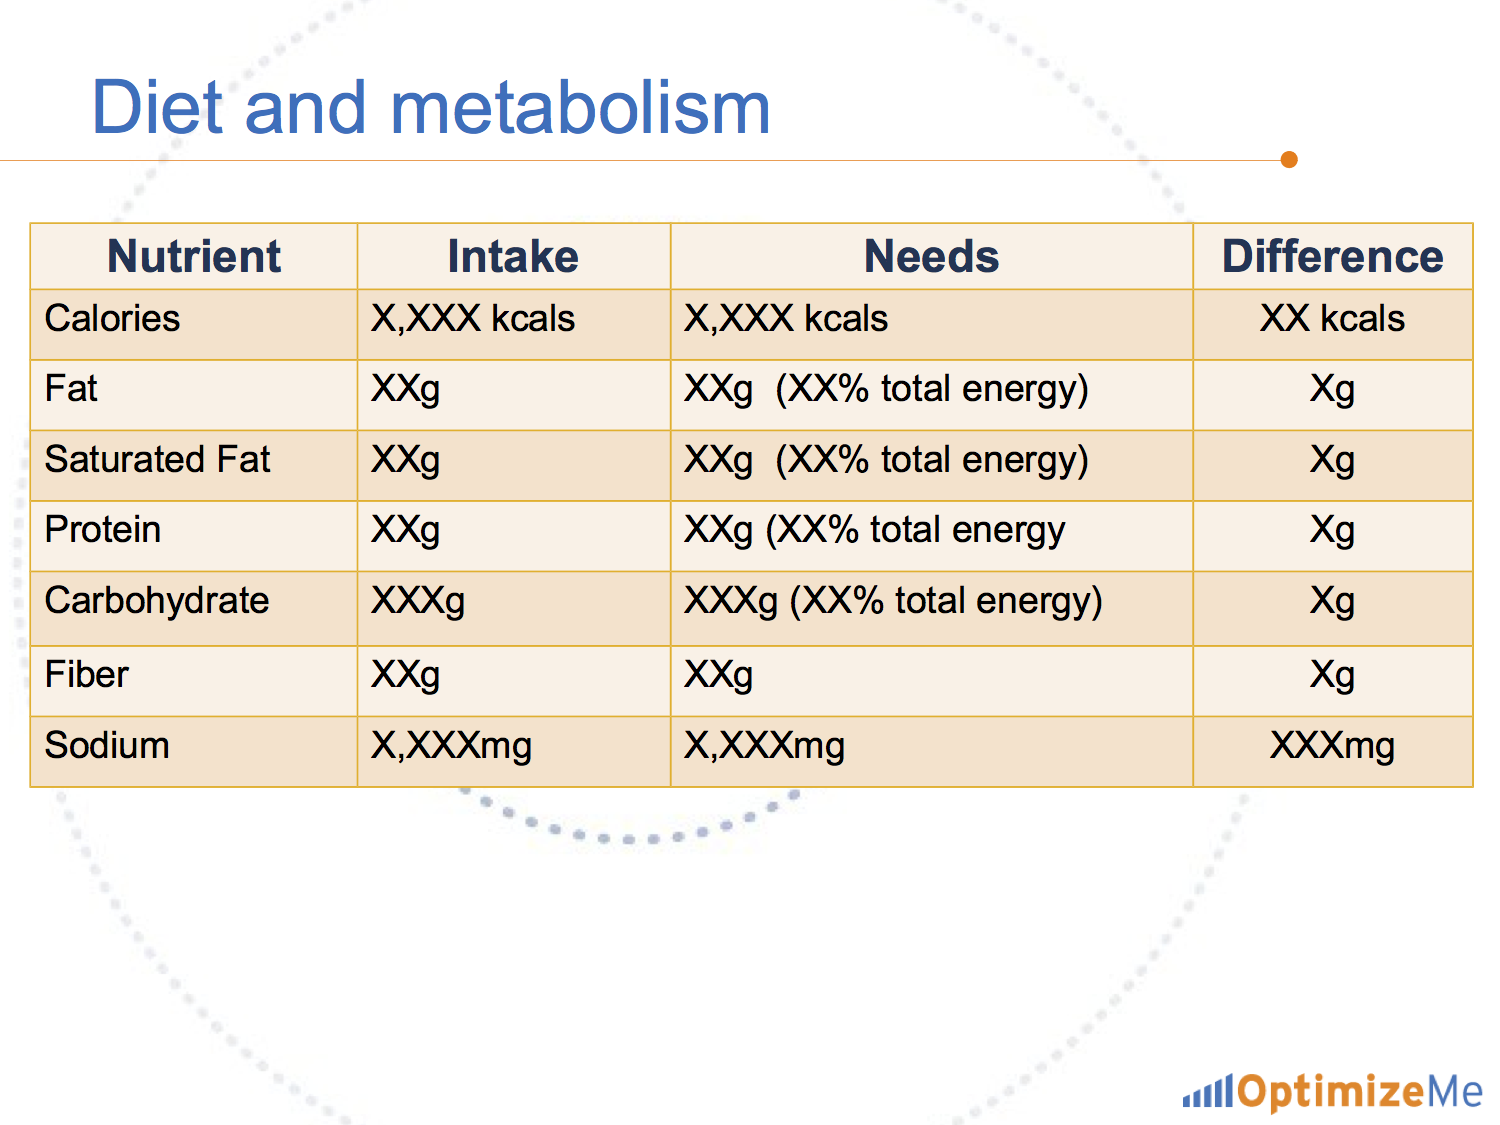 Diet and metabolism
Nutrient Intake Needs Difference
Calories X,XXX kcals X,XXX kcals XX kcals
Fat XXg XXg  (XX% total energy) Xg
Saturated Fat XXg XXg  (XX% total energy) Xg
Protein XXg XXg (XX% total energy Xg
Carbohydrate XXXg XXXg (XX% total energy) Xg
Fiber XXg XXg Xg
Sodium X,XXXmg X,XXXmg XXXmg
OptimizeMe